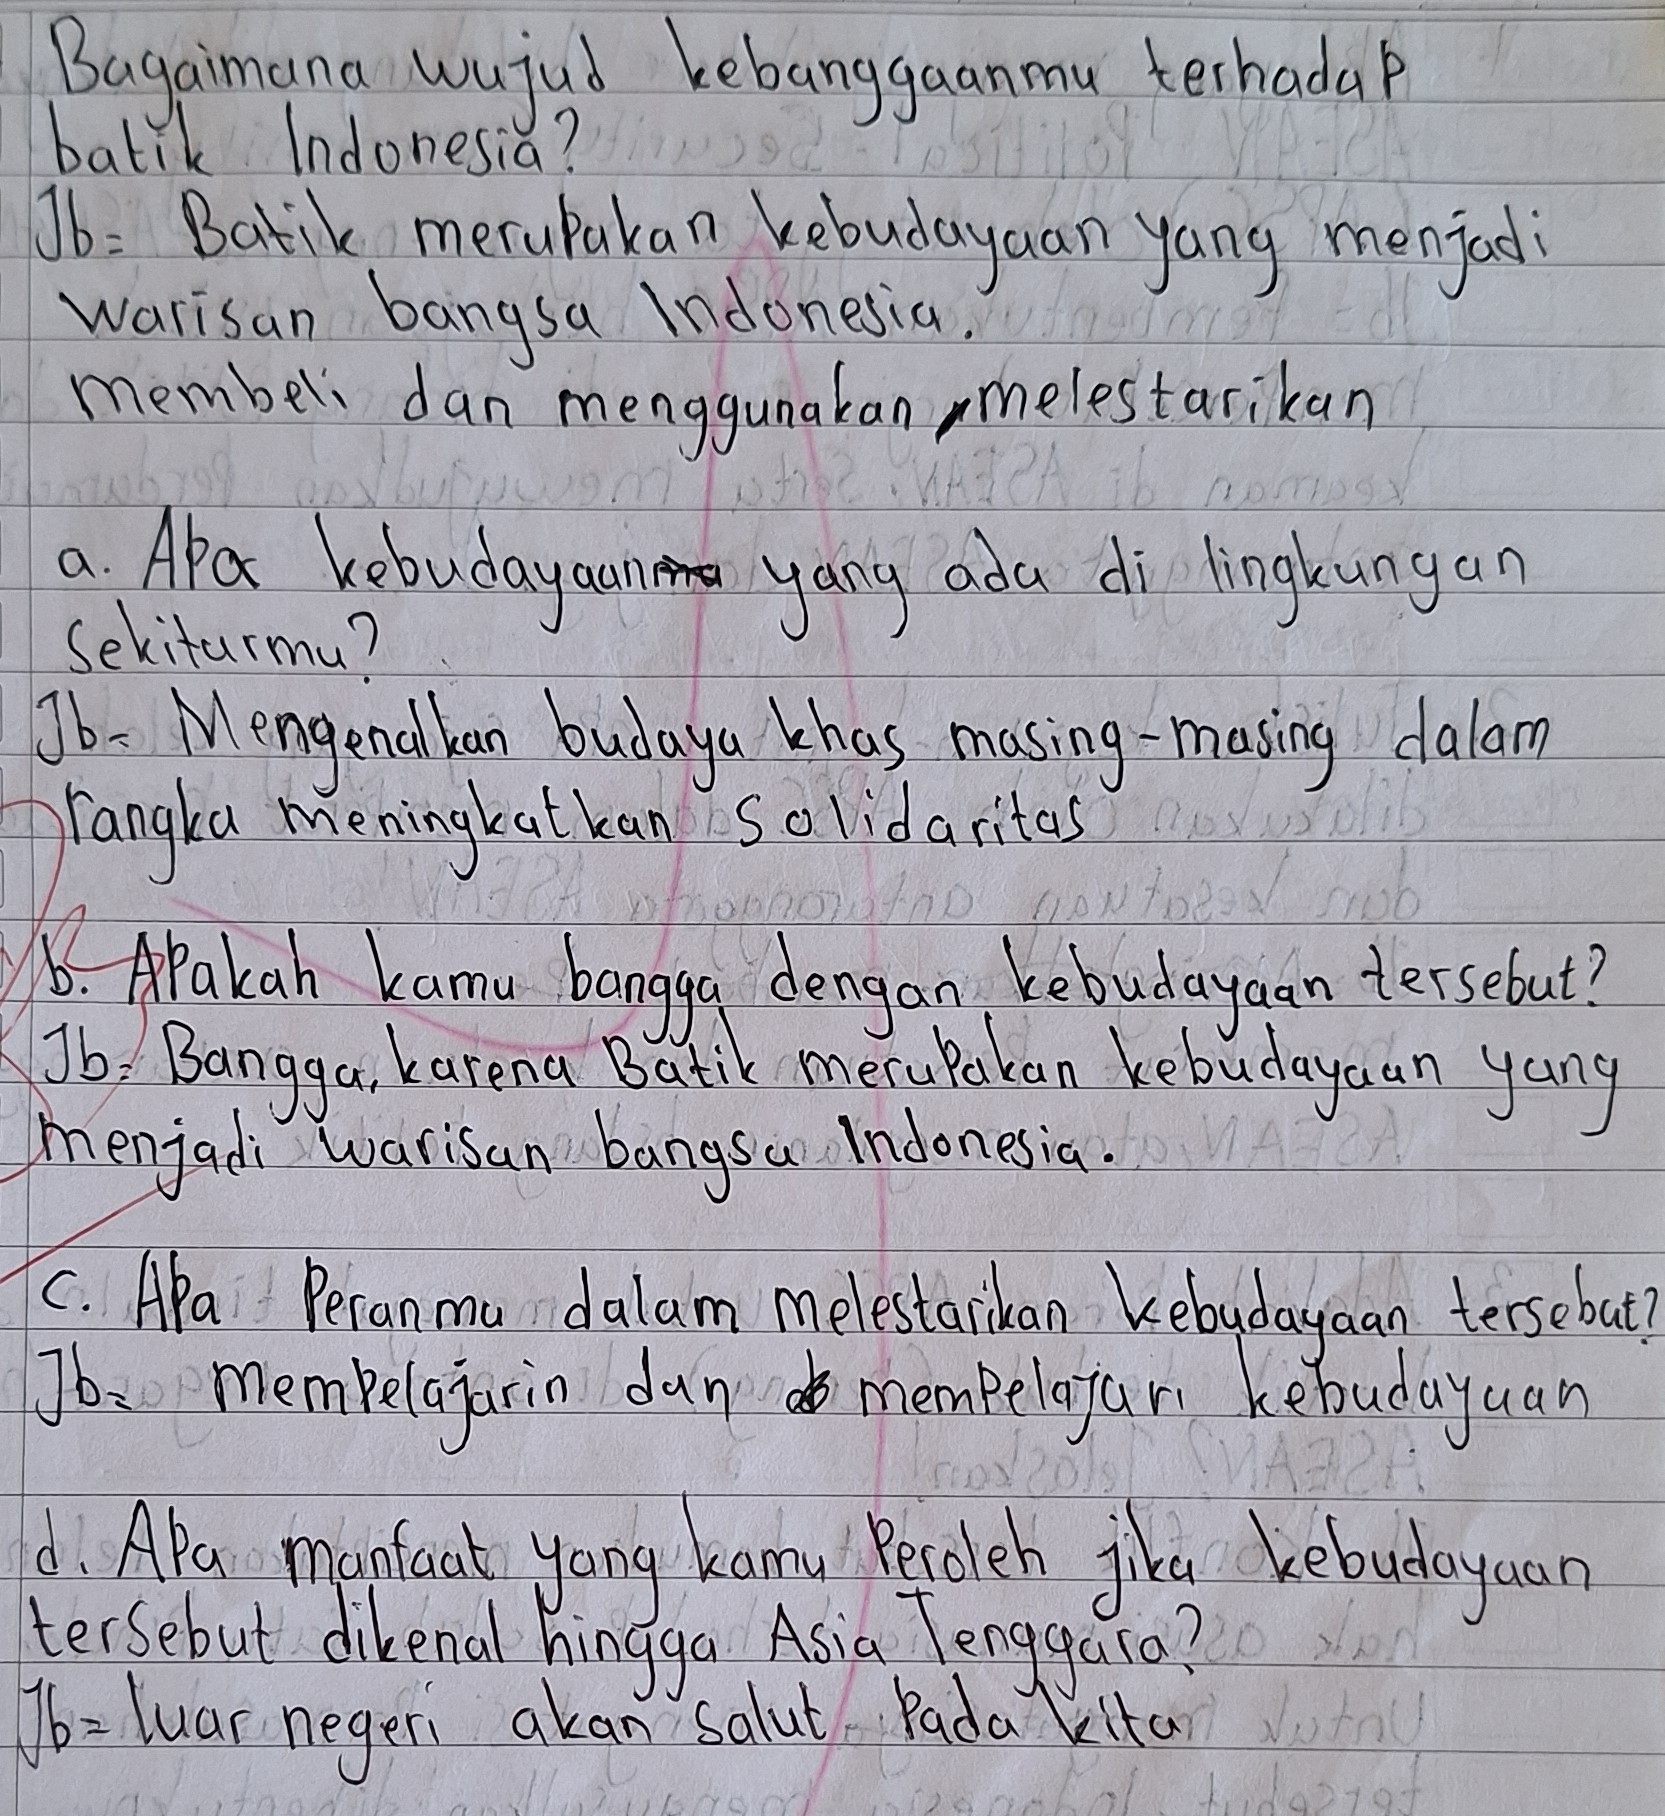 Bagaimana wujud kebanggaanmu terhadap
batik Indonesia?
Jb= Batik merupakan kebudayaan yang menjadi
warisan bangsa Indonesia.
membeli dan menggunakan, melestarikan
a. Apa kebudayaan yang ada di lingkungan
sekitarmu?
Jb= Mengenalkan budaya khas masing-masing dalam
rangka meningkatkan solidaritas
b. Apakah kamu bangga dengan kebudayaan tersebut?
Jb= Bangga, karena Batik merupakan kebudayaan yang
menjadi warisan bangsa Indonesia.
c. Apa Peranmu dalam melestarikan kebudayaan tersebut?
Jb= mempelajarin dan mempelajari kebudayaan
d. Apa manfaat yang kamu Peroleh jika kebudayaan
tersebut dikenal hingga Asia Tenggara?
Jb= luar negeri akan salut Pada kita